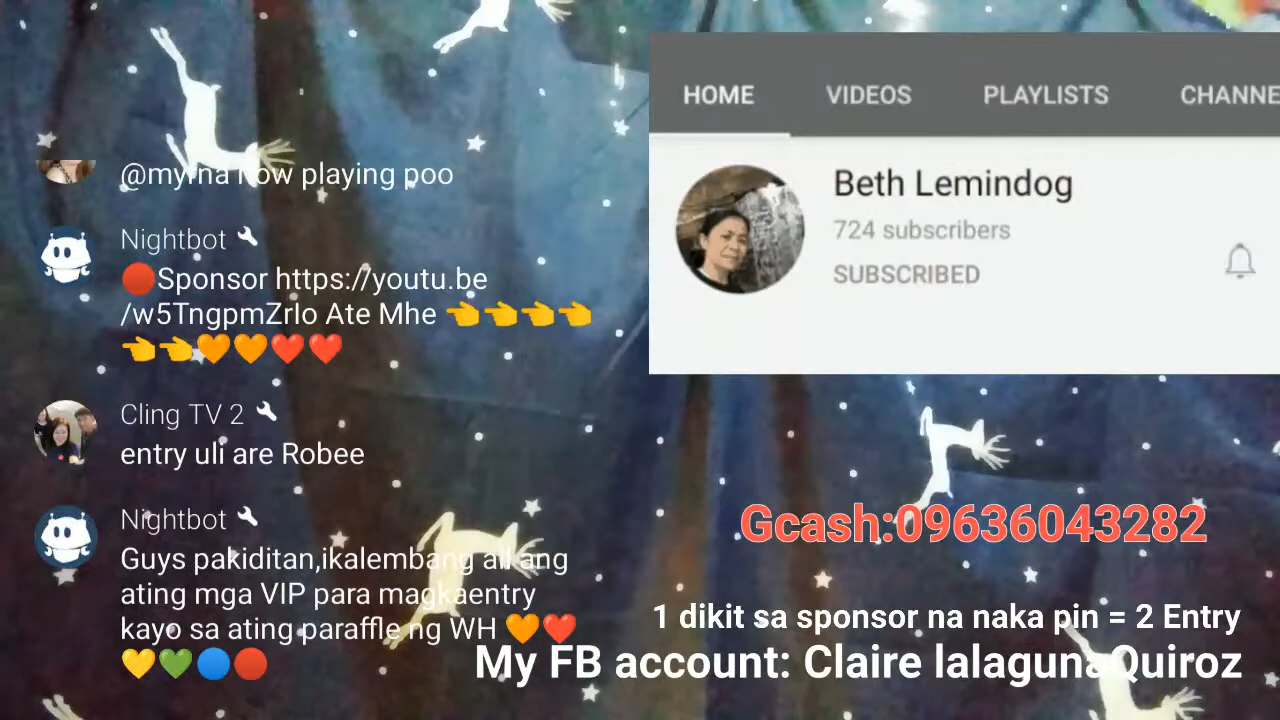 @myrna now playing poo
Nightbot
Sponsor https://youtu.be
/w5TngpmZrIo Ate Mhe
Cling TV 2
entry uli are Robee
Nightbot
Guys pakiditan,ikalembang all ang
ating mga VIP para magkaentry
kayo sa ating paraffle ng WH
HOME VIDEOS PLAYLISTS CHANNE
Beth Lemindog
724 subscribers
SUBSCRIBED
Gcash:09636043282
1 dikit sa sponsor na naka pin = 2 Entry
My FB account: Claire lalagunaQuiroz